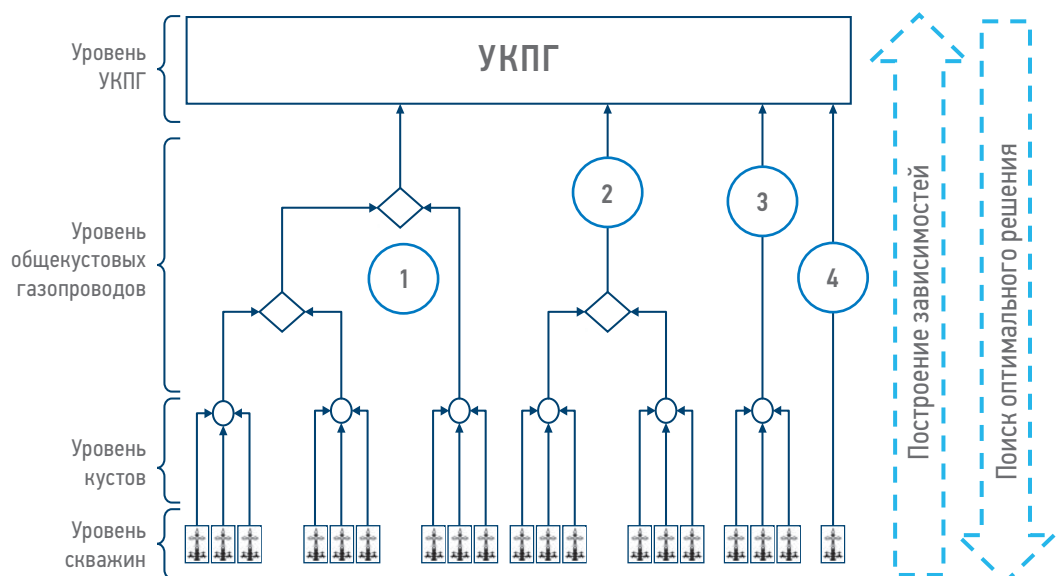 Уровень
УКПГ
УКПГ
Уровень
общекустовых
газопроводов
1
2
3
4
Уровень
кустов
Уровень
скважин
Построение зависимостей
Поиск оптимального решения